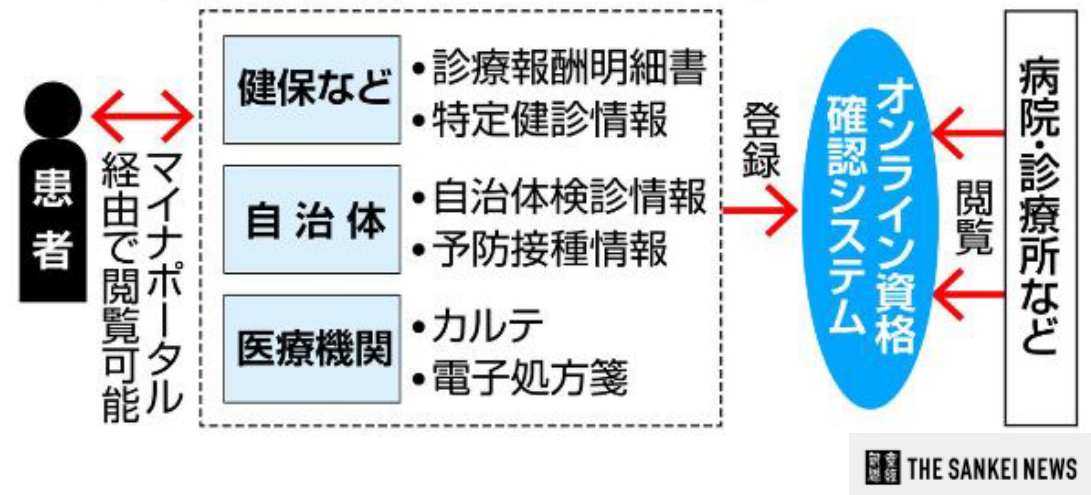 患者
マイナポータル
経由で閲覧可能
健保など
•診療報酬明細書
•特定健診情報
自治体
•自治体検診情報
•予防接種情報
医療機関
•カルテ
•電子処方箋
登録
オンライン資格
確認システム
閲覧
病院・診療所など
産経新聞
THE SANKEI NEWS